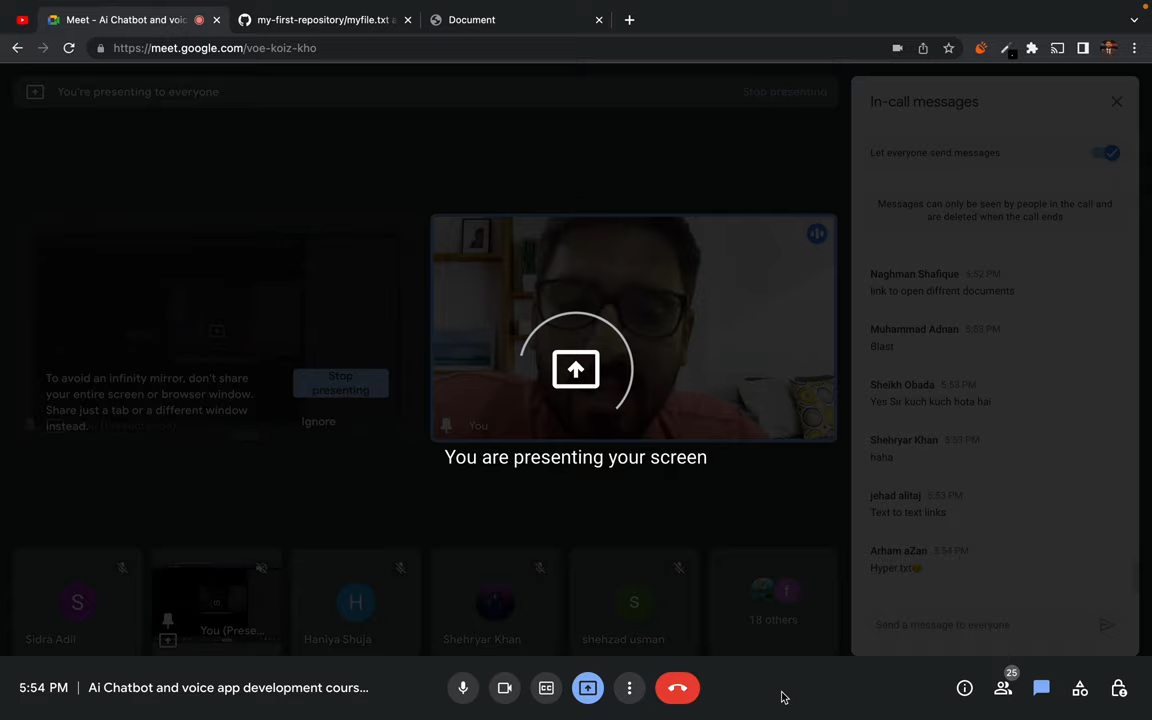 Meet - Ai Chatbot and voic
my-first-repository/myfile.txt a
Document
https://meet.google.com/voe-koiz-kho
You're presenting to everyone
Stop presenting
In-call messages
Let everyone send messages
Messages can only be seen by people in the call and
are deleted when the call ends
To avoid an infinity mirror, don't share
your entire screen or browser window.
Share just a tab or a different window
instead.
Stop
presenting
Ignore
You
You are presenting your screen
Naghman Shafique 5:52 PM
link to open diffrent documents
Muhammad Adnan 5:53 PM
Blast
Sheikh Obada 5:53 PM
Yes Sir kuch kuch hota hai
Shehryar Khan 5:53 PM
haha
jehad alitaj 5:53 PM
Text to text links
Arham aZan 5:54 PM
Hyper txt
Send a message to everyone
S
Sidra Adil
You (Prese...
H
Haniya Shuja
Shehryar Khan
S
shehzad usman
f
18 others
5:54 PM
Ai Chatbot and voice app development cours...
CC
25